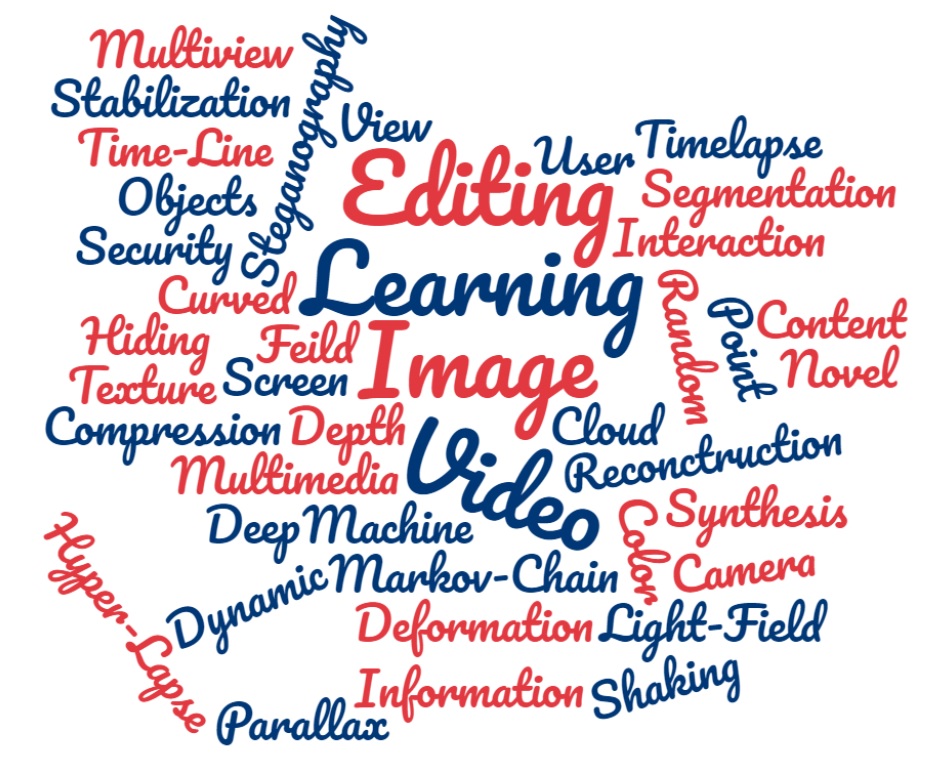 Multiview
Steganography
Stabilization
View
Time-Line
Editing
User
Timelapse
Objects
Segmentation
Security
Interaction
Learning
Curved
Random
Point
Content
Hiding
Feild
Image
Novel
Texture
Screen
Compression
Depth
Video
Cloud
Reconctruction
Multimedia
Deep
Machine
Color
Synthesis
Hyper-Lapse
Dynamic
Markov-Chain
Camera
Deformation
Light-Field
Information
Shaking
Parallax